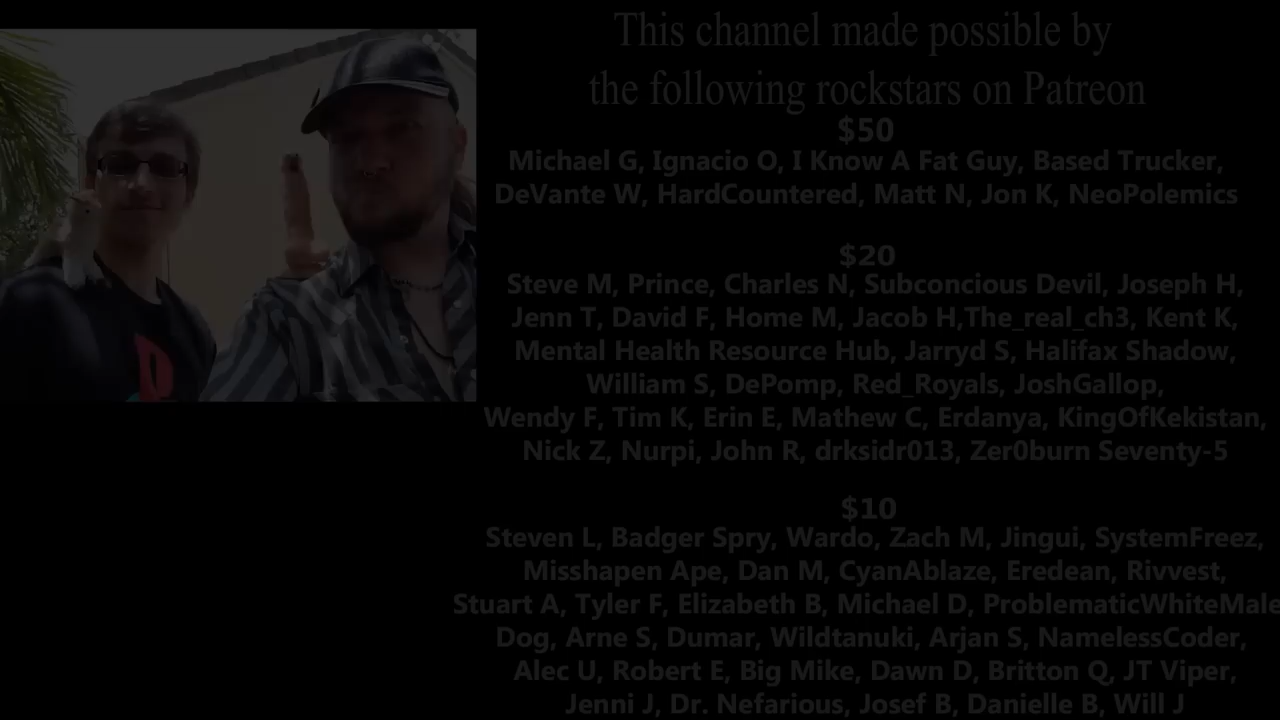 This channel made possible by
the following rockstars on Patreon
$50
Michael G, Ignacio O, I Know A Fat Guy, Based Trucker,
DeVante W, HardCountered, Matt N, Jon K, NeoPolemics
$20
Steve M, Prince, Charles N, Subconcious Devil, Joseph H,
Jenn T, David F, Home M, Jacob H,The_real_ch3, Kent K,
Mental Health Resource Hub, Jarryd S, Halifax Shadow,
William S, DePomp, Red_Royals, JoshGallop,
Wendy F, Tim K, Erin E, Mathew C, Erdanya, KingOfKekistan,
Nick Z, Nurpi, John R, drksidr013, Zer0burn Seventy-5
$10
Steven L, Badger Spry, Wardo, Zach M, Jingui, SystemFreez,
Misshapen Ape, Dan M, CyanAblaze, Eredean, Rivvest,
Stuart A, Tyler F, Elizabeth B, Michael D, ProblematicWhiteMale
Dog, Arne S, Dumar, Wildtanuki, Arjan S, NamelessCoder,
Alec U, Robert E, Big Mike, Dawn D, Britton Q, JT Viper,
Jenni J, Dr. Nefarious, Josef B, Danielle B, Will J